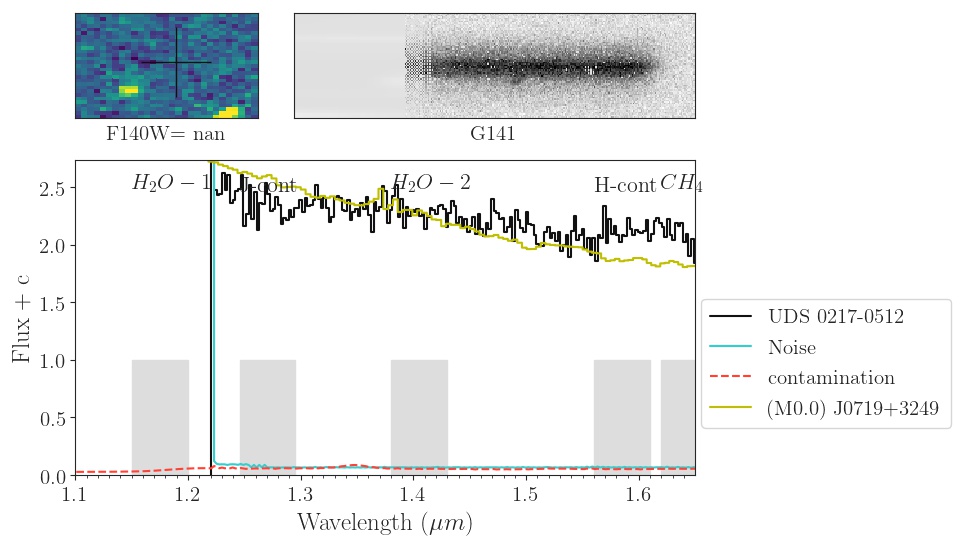 F140W= nan
G141
H₂O − 1
J-cont
H₂O − 2
H-cont
CH₄
2.5
2.0
1.5
1.0
0.5
0.0
Flux + c
1.1
1.2
1.3
1.4
1.5
1.6
Wavelength (μm)
UDS 0217-0512
Noise
contamination
(M0.0) J0719+3249